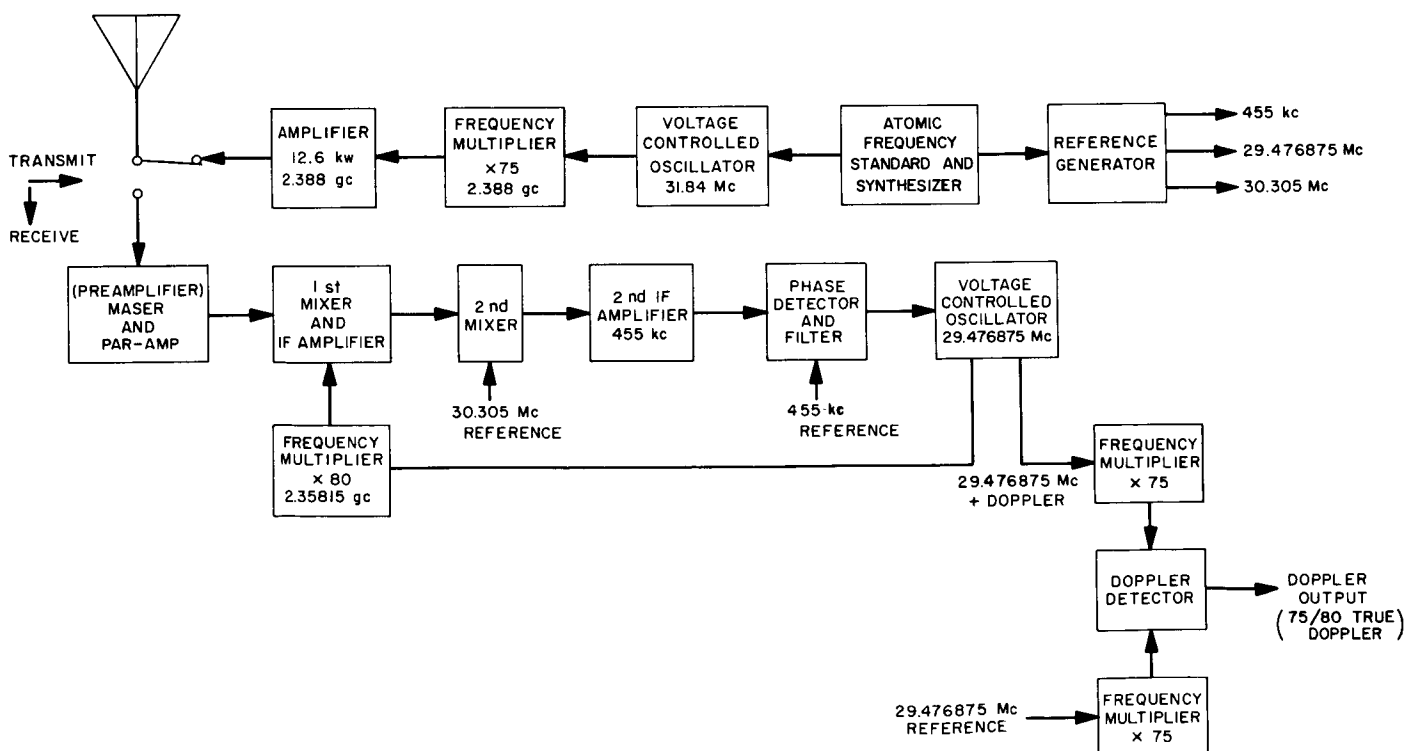 TRANSMIT
RECEIVE
AMPLIFIER
12.6 kw
2.388 gc
FREQUENCY
MULTIPLIER
×75
2.388 gc
VOLTAGE
CONTROLLED
OSCILLATOR
31.84 Mc
ATOMIC
FREQUENCY
STANDARD AND
SYNTHESIZER
REFERENCE
GENERATOR
455 kc
29.476875 Mc
30.305 Mc
(PREAMPLIFIER)
MASER
AND
PAR-AMP
1 st
MIXER
AND
IF AMPLIFIER
2 nd
MIXER
2 nd IF
AMPLIFIER
455 kc
PHASE
DETECTOR
AND
FILTER
VOLTAGE
CONTROLLED
OSCILLATOR
29.476875 Mc
30.305 Mc
REFERENCE
455-kc
REFERENCE
FREQUENCY
MULTIPLIER
× 80
2.35815 gc
29.476875 Mc
+ DOPPLER
FREQUENCY
MULTIPLIER
× 75
DOPPLER
DETECTOR
DOPPLER
OUTPUT
(75/80 TRUE
DOPPLER)
29.476875 Mc
REFERENCE
FREQUENCY
MULTIPLIER
× 75